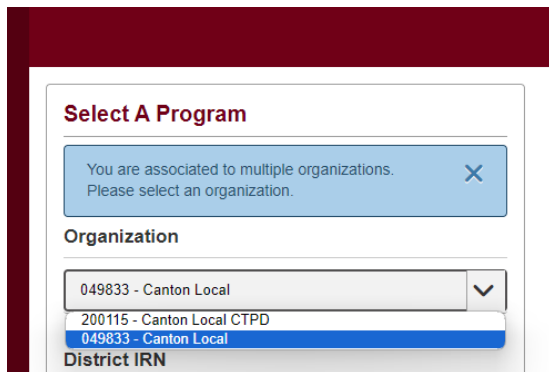 Select A Program
You are associated to multiple organizations.
Please select an organization.
Organization
049833 - Canton Local
200115 - Canton Local CTPD
049833 - Canton Local
District IRN